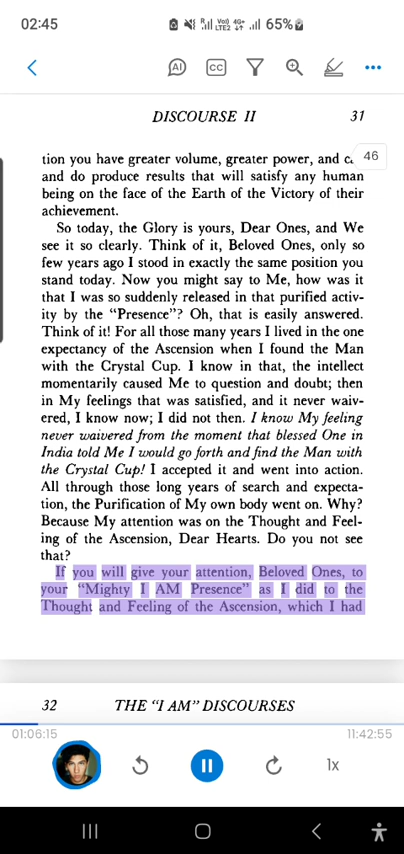 02:45
65%
AI
CC
DISCOURSE II 31
46
tion you have greater volume, greater power, and
and do produce results that will satisfy any human
being on the face of the Earth of the Victory of their
achievement.
So today, the Glory is yours, Dear Ones, and We
see it so clearly. Think of it, Beloved Ones, only so
few years ago I stood in exactly the same position you
stand today. Now you might say to Me, how was it
that I was so suddenly released in that purified activ-
ity by the "Presence"? Oh, that is easily answered.
Think of it! For all those many years I lived in the one
expectancy of the Ascension when I found the Man
with the Crystal Cup. I know in that, the intellect
momentarily caused Me to question and doubt; then
in My feelings that was satisfied, and it never waiv-
ered, I know now; I did not then. I know My feeling
never waivered from the moment that blessed One in
India told Me I would go forth and find the Man with
the Crystal Cup! I accepted it and went into action.
All through those long years of search and expecta-
tion, the Purification of My own body went on. Why?
Because My attention was on the Thought and Feel-
ing of the Ascension, Dear Hearts. Do you not see
that?
If you will give your attention, Beloved Ones, to
your "Mighty I AM Presence" as I did to the
Thought and Feeling of the Ascension, which I had
32 THE "I AM" DISCOURSES
01:06:15 11:42:55
1x